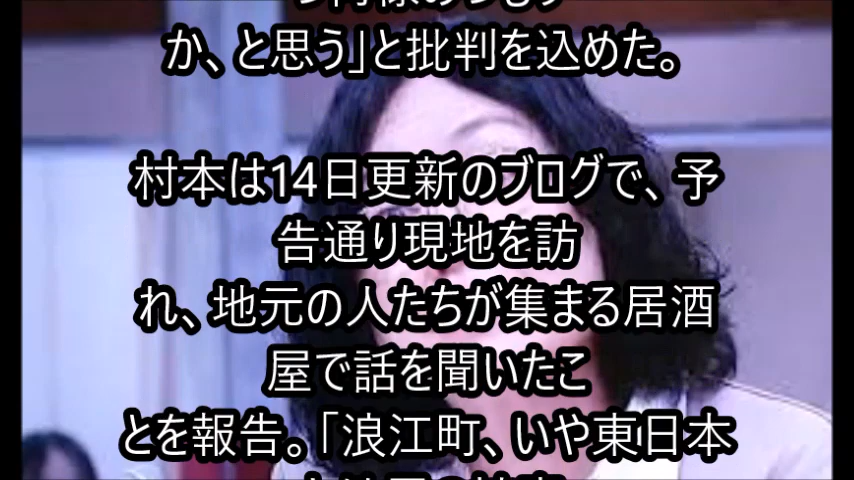 か、と思う」と批判を込めた。
村本は14日更新のブログで、予
告通り現地を訪
れ、地元の人たちが集まる居酒
屋で話を聞いたこ
とを報告。「浪江町、いや東日本